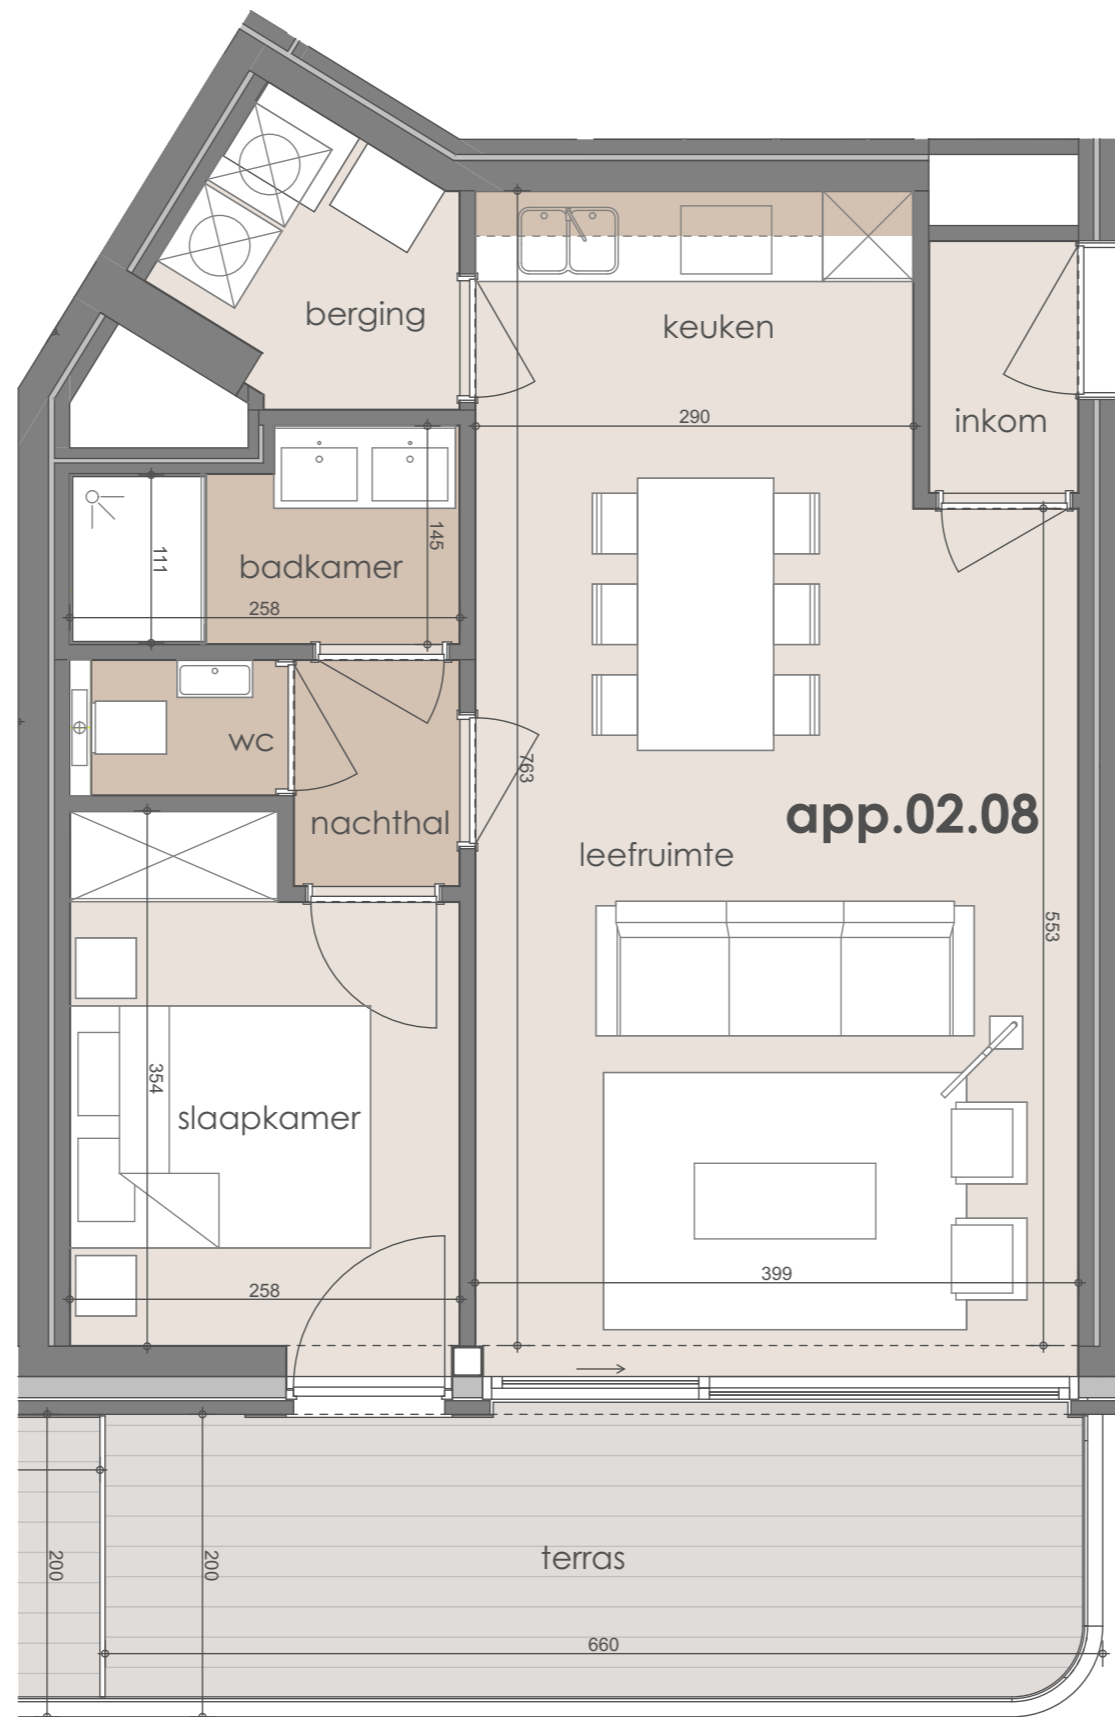 berging
keuken
290
inkom
145
111
badkamer
258
wc
763
app.02.08
nachthal
leefruimte
553
354
slaapkamer
399
258
200
200
terras
660